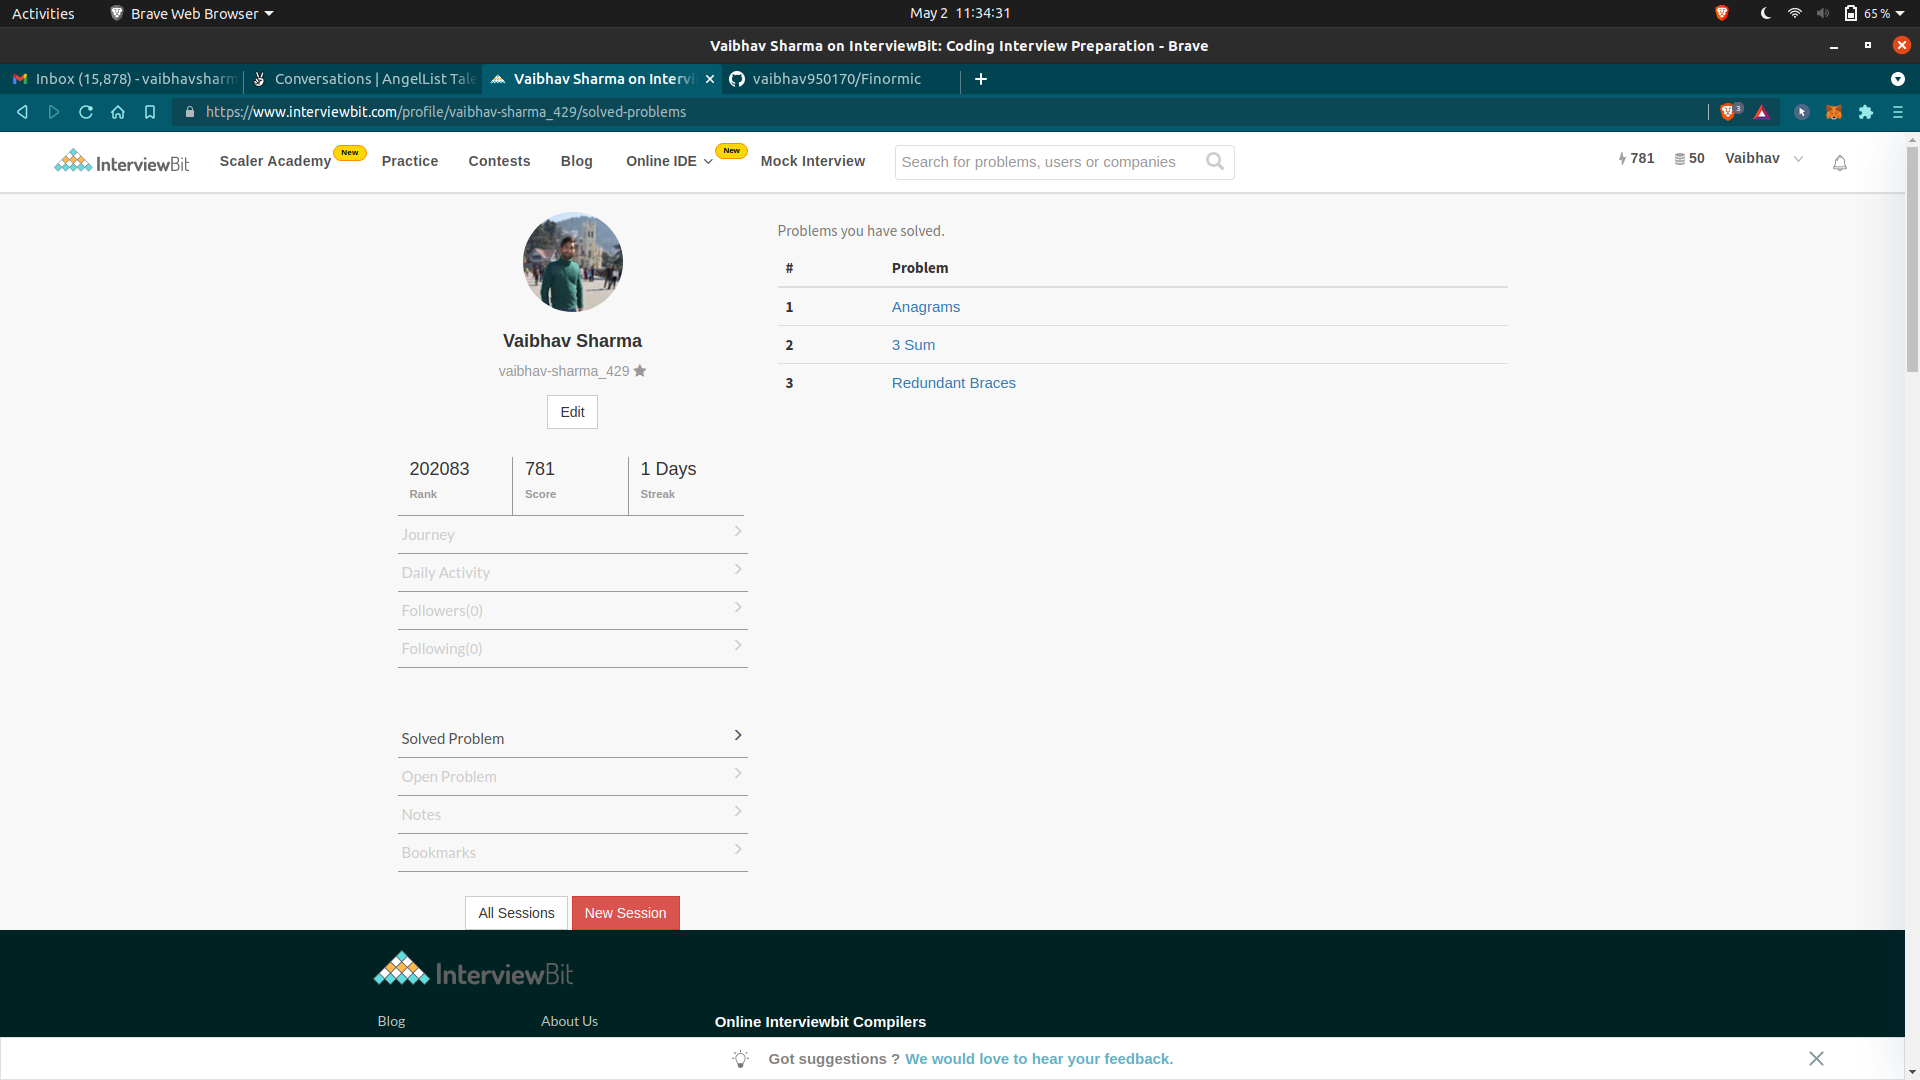 Activities Brave Web Browser May 2 11:34:31 65 %
Vaibhav Sharma on InterviewBit: Coding Interview Preparation - Brave
Inbox (15,878) - vaibhavsharm Conversations | AngelList Tale Vaibhav Sharma on Intervi vaibhav950170/Finormic
https://www.interviewbit.com/profile/vaibhav-sharma_429/solved-problems 3
InterviewBit Scaler Academy New Practice Contests Blog Online IDE New Mock Interview Search for problems, users or companies 781 50 Vaibhav
Problems you have solved.
# Problem
1 Anagrams
2 3 Sum
3 Redundant Braces
Vaibhav Sharma
vaibhav-sharma_429
Edit
202083 781 1 Days
Rank Score Streak
Journey
Daily Activity
Followers(0)
Following(0)
Solved Problem
Open Problem
Notes
Bookmarks
All Sessions New Session
InterviewBit
Blog About Us Online Interviewbit Compilers
Got suggestions ? We would love to hear your feedback.